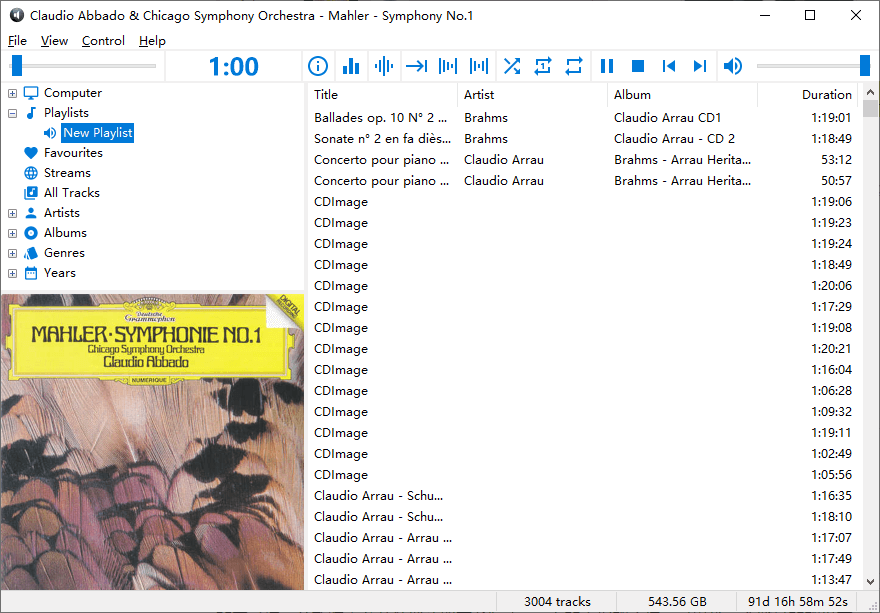 Claudio Abbado & Chicago Symphony Orchestra - Mahler - Symphony No.1
File View Control Help
1:00
Computer
Playlists
New Playlist
Favourites
Streams
All Tracks
Artists
Albums
Genres
Years
DIGITAL
Deutsche
Grammophon
MAHLER·SYMPHONIE NO.1
Chicago Symphony Orchestra
Claudio Abbado
NUMERIQUE
Title Artist Album Duration
Ballades op. 10 N° 2 ... Brahms Claudio Arrau CD1 1:19:01
Sonate n° 2 en fa diès... Brahms Claudio Arrau - CD 2 1:18:49
Concerto pour piano ... Claudio Arrau Brahms - Arrau Herita... 53:12
Concerto pour piano ... Claudio Arrau Brahms - Arrau Herita... 50:57
CDImage 1:19:06
CDImage 1:19:23
CDImage 1:19:24
CDImage 1:18:49
CDImage 1:20:06
CDImage 1:17:29
CDImage 1:19:08
CDImage 1:20:21
CDImage 1:16:04
CDImage 1:06:28
CDImage 1:09:32
CDImage 1:19:11
CDImage 1:02:49
CDImage 1:05:56
Claudio Arrau - Schu... 1:16:35
Claudio Arrau - Schu... 1:18:10
Claudio Arrau - Arrau ... 1:17:07
Claudio Arrau - Arrau ... 1:17:49
Claudio Arrau - Arrau ... 1:13:47
3004 tracks 543.56 GB 91d 16h 58m 52s